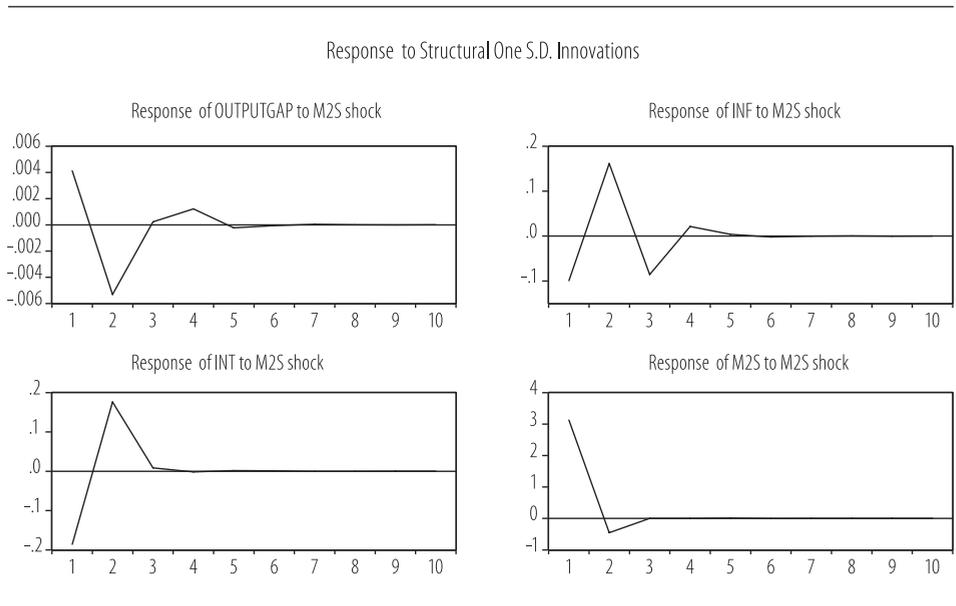 Response to Structural One S.D. Innovations
Response of OUTPUTGAP to M2S shock
.006
.004
.002
.000
-.002
-.004
-.006
1 2 3 4 5 6 7 8 9 10
Response of INF to M2S shock
.2
.1
.0
-.1
1 2 3 4 5 6 7 8 9 10
Response of INT to M2S shock
.2
.1
.0
-.1
-.2
1 2 3 4 5 6 7 8 9 10
Response of M2S to M2S shock
4
3
2
1
0
-1
1 2 3 4 5 6 7 8 9 10